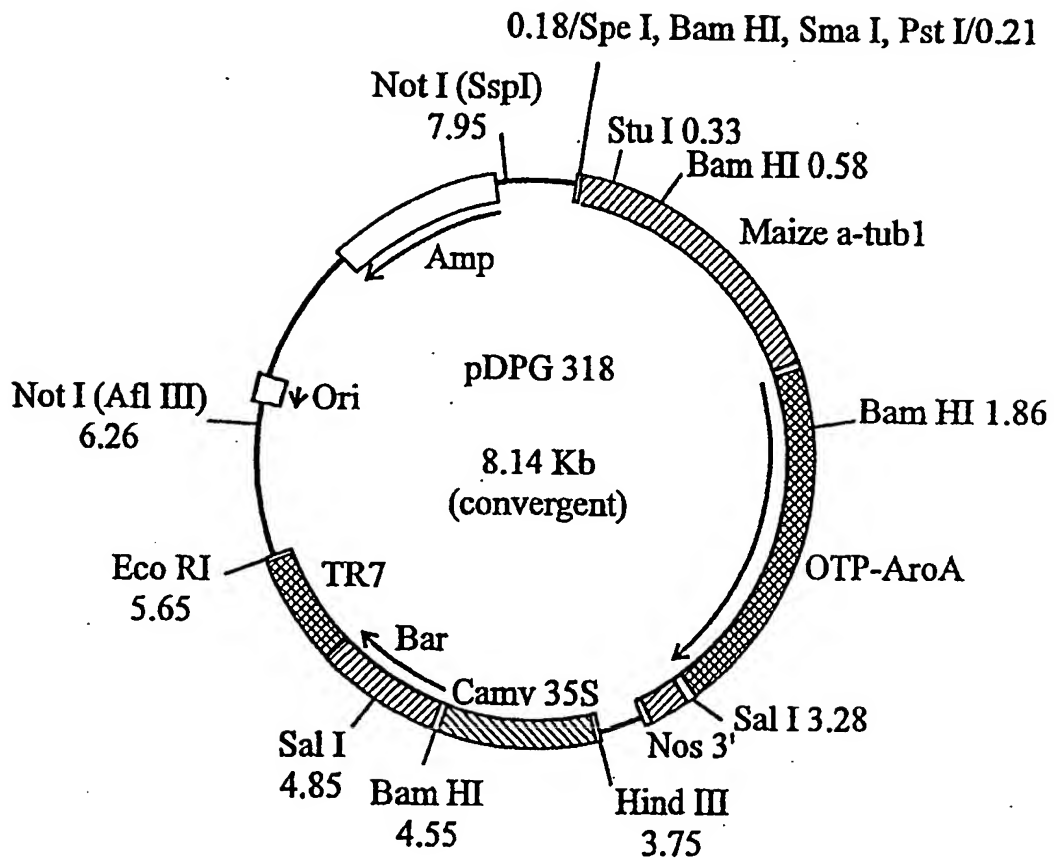 0.18/Spe I, Bam HI, Sma I, Pst I/0.21
Not I (SspI)
7.95
Stu I 0.33
Bam HI 0.58
Maize a-tub1
Amp
pDPG 318
Not I (Afl III)
6.26
Ori
Bam HI 1.86
8.14 Kb
(convergent)
Eco RI
5.65
TR7
OTP-AroA
Bar
Camv 35S
Sal I
4.85
Bam HI
4.55
Nos 3'
Sal I 3.28
Hind III
3.75